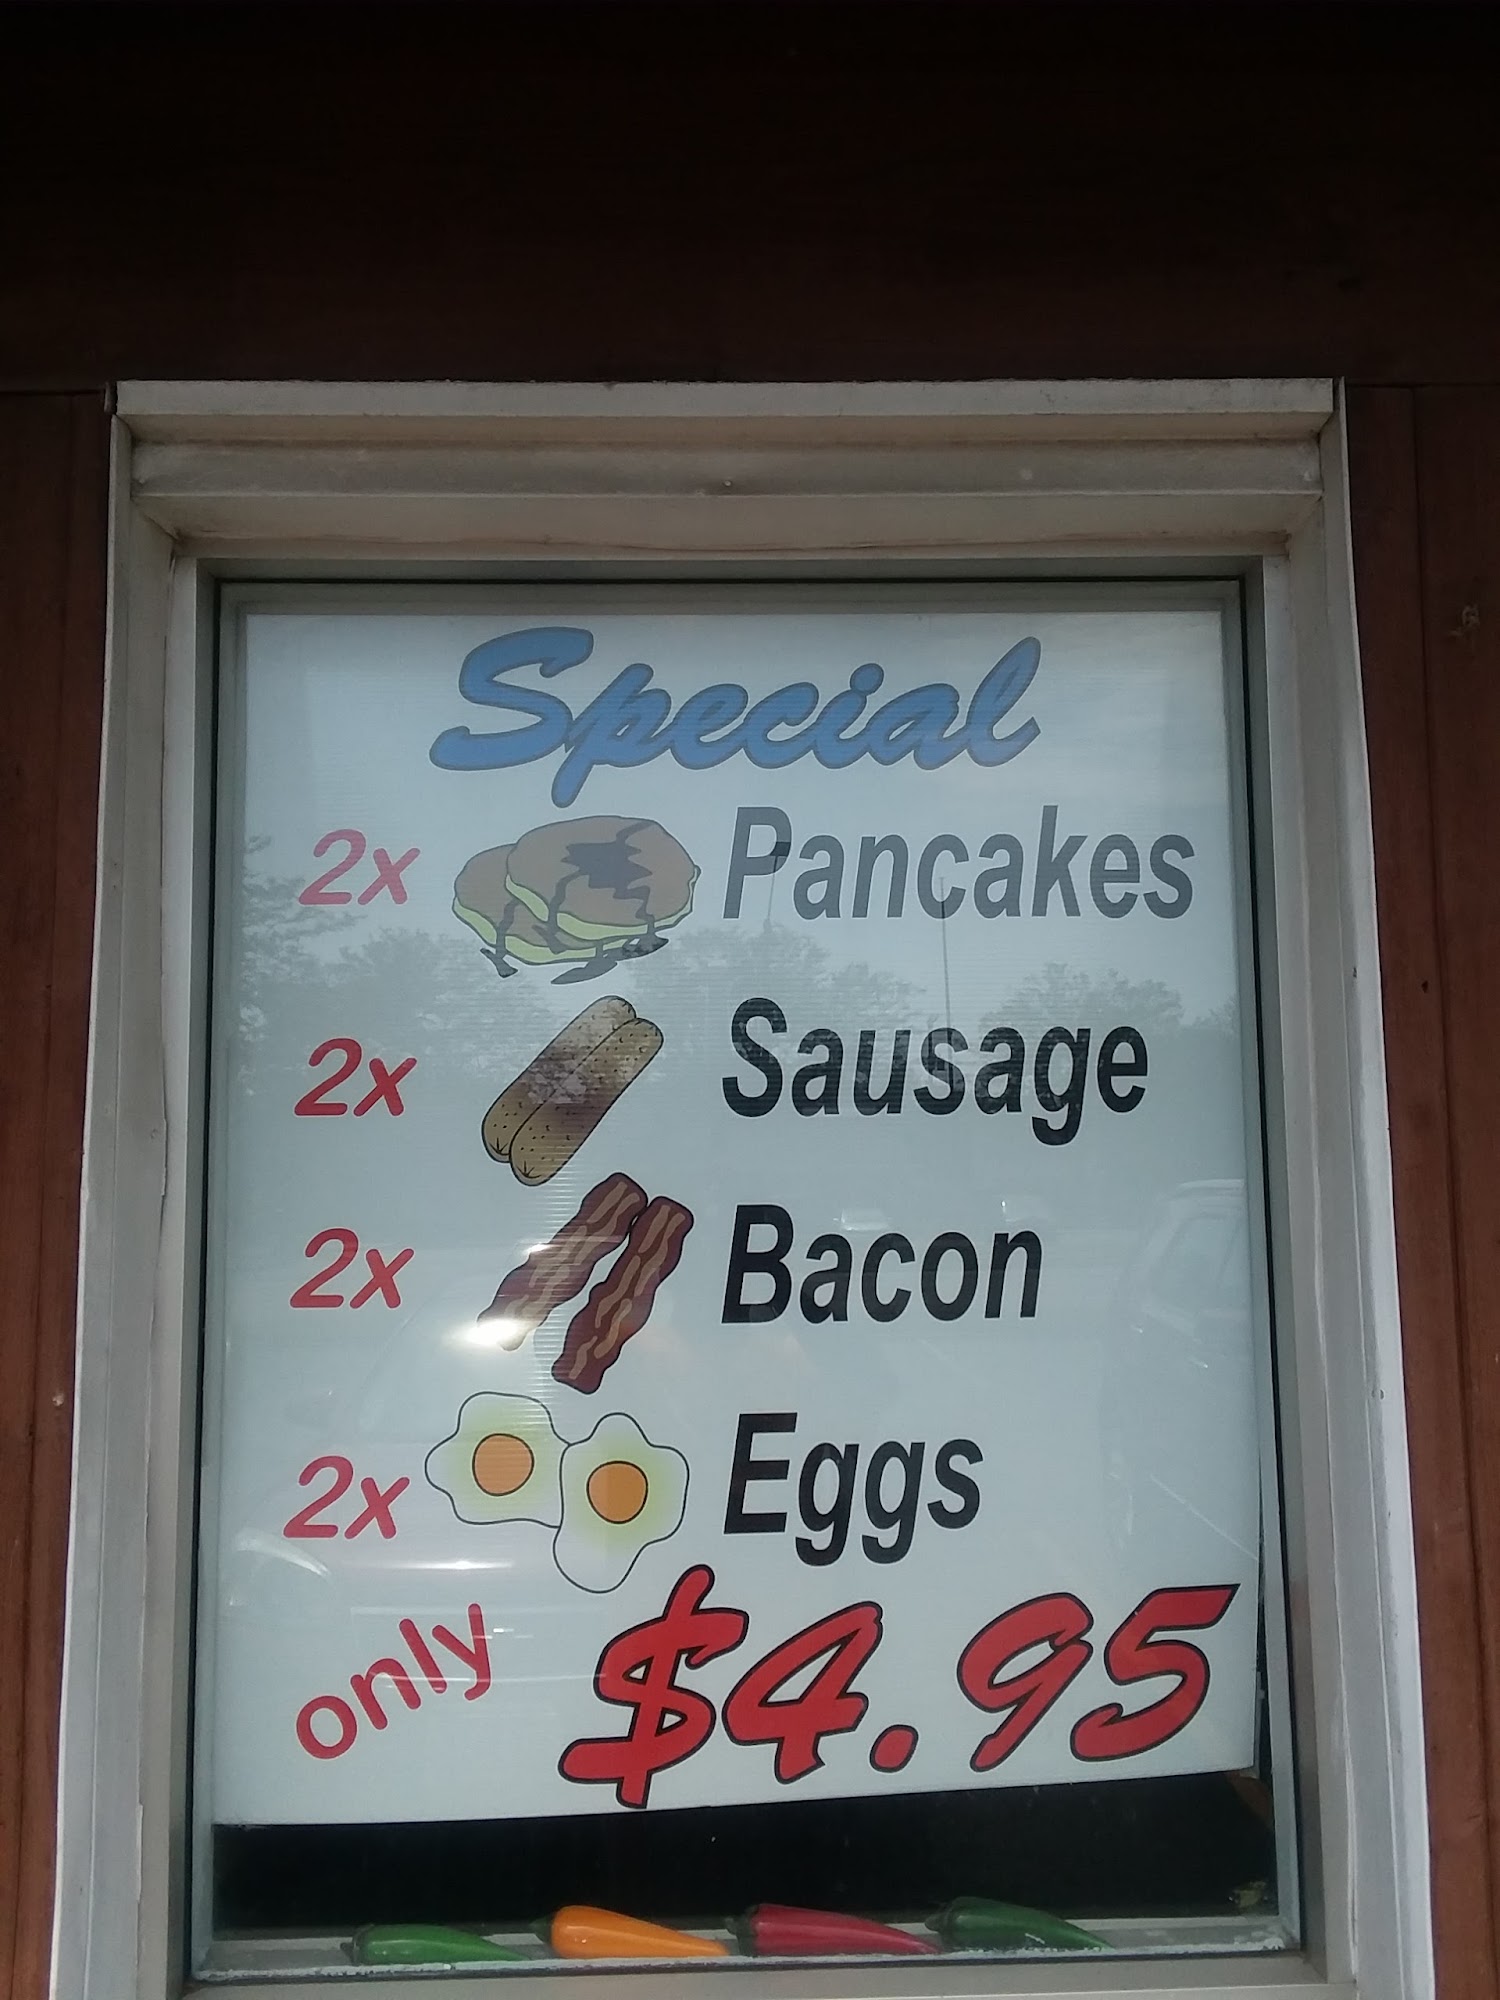 Special
2x Pancakes
2x Sausage
2x Bacon
2x Eggs
only $4.95